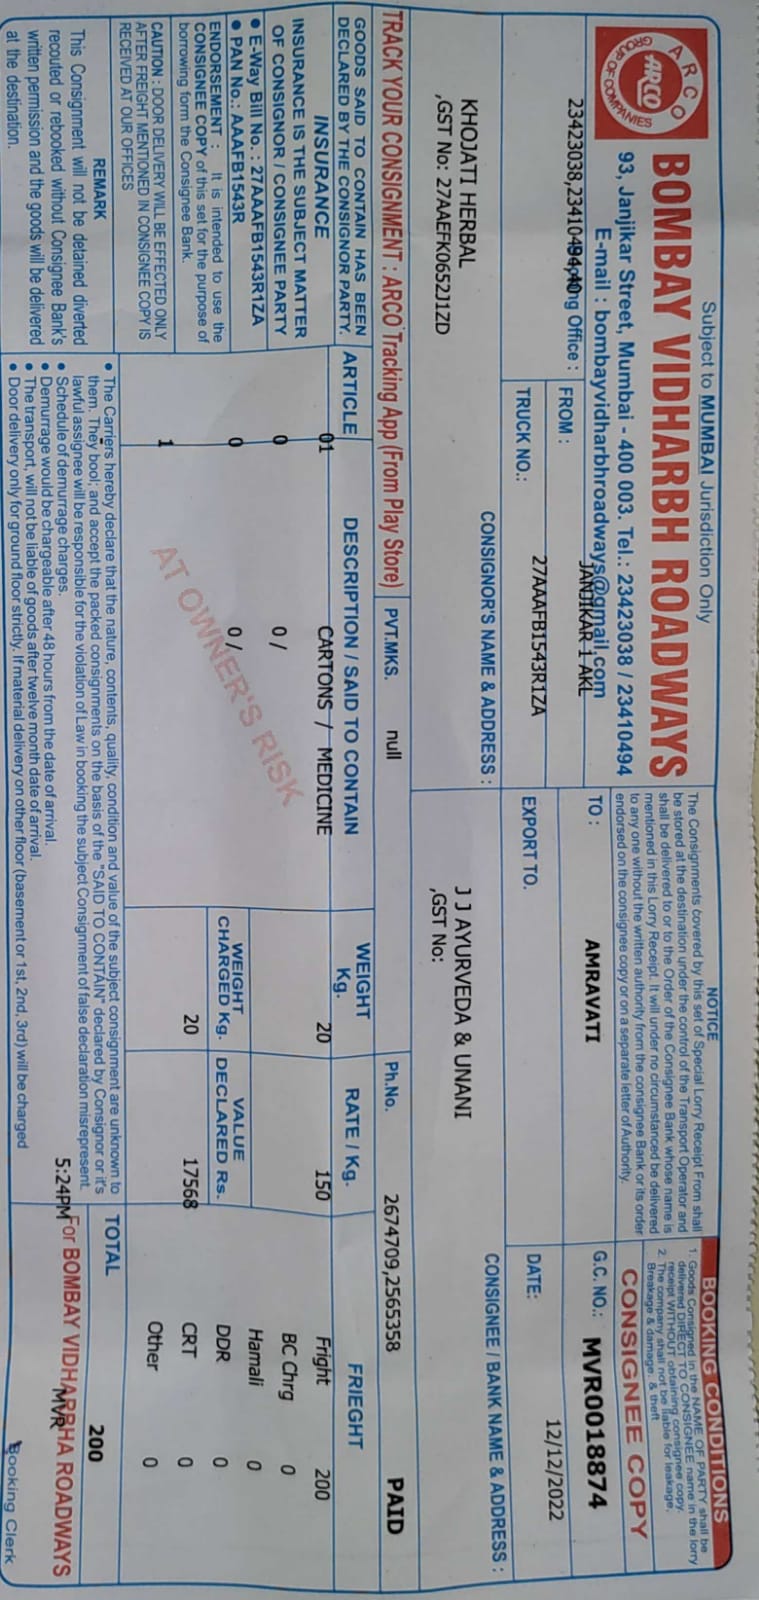 Subject to MUMBAI Jurisdiction Only
ARCO
GROUP OF COMPANIES
ARCO
BOMBAY VIDHARBH ROADWAYS
93, Janjikar Street, Mumbai - 400 003. Tel.: 23423038 / 23410494
E-mail : bombayvidharbhroadways@gmail.com
NOTICE
The Consignments covered by this set of Special Lorry Receipt From shall
be stored at the destination under the control of the Transport Operator and
shall be delivered to or to the Order of the Consignee Bank whose name is
mentioned in this Lorry Receipt. It will under no circumstanced be delivered
to any one without the written authority from the consignee Bank or its order
endorsed on the consignee copy or on a separate letter of Authority.
BOOKING CONDITIONS
1. Goods Consigned in the NAME OF PARTY shall be
delivered DIRECT TO CONSIGNEE name in the lorry
receipt WITHOUT obtaining consignee copy.
2. The company shall not be liable for leakage,
Breakage & damage. & theft
CONSIGNEE COPY
23423038,23410494,40
Office :
FROM :
JANJIKAR 1 AKL
TO :
AMRAVATI
G.C. NO.: MVR0018874
TRUCK NO.:
27AAAFB1543R1ZA
EXPORT TO.
DATE:
12/12/2022
CONSIGNOR'S NAME & ADDRESS :
KHOJATI HERBAL
,GST No: 27AAEFK0652J1ZD
CONSIGNEE / BANK NAME & ADDRESS :
J J AYURVEDA & UNANI
,GST No:
TRACK YOUR CONSIGNMENT : ARCO Tracking App (From Play Store)
PVT.MKS.
null
Ph.No.
2674709,2565358
PAID
GOODS SAID TO CONTAIN HAS BEEN
DECLARED BY THE CONSIGNOR PARTY.
INSURANCE
INSURANCE IS THE SUBJECT MATTER
OF CONSIGNOR / CONSIGNEE PARTY
• E-Way Bill No. : 27AAAFB1543R1ZA
• PAN No.: AAAFB1543R
ENDORSEMENT : It is intended to use the
CONSIGNEE COPY of this set for the purpose of
borrowing form the Consignee Bank.
CAUTION : DOOR DELIVERY WILL BE EFFECTED ONLY
AFTER FREIGHT MENTIONED IN CONSIGNEE COPY IS
RECEIVED AT OUR OFFICES
REMARK
This Consignment will not be detained diverted
recouted or rebooked without Consignee Bank's
written permission and the goods will be delivered
at the destination.
ARTICLE
DESCRIPTION / SAID TO CONTAIN
WEIGHT
Kg.
RATE / Kg.
FRIEGHT
01
CARTONS / MEDICINE
20
150
Fright 200
0
0 /
BC Chrg 0
0
0 /
WEIGHT
CHARGED Kg.
VALUE
DECLARED Rs.
Hamali 0
DDR 0
1
20
17568
CRT 0
Other 0
AT OWNER'S RISK
• The Carriers hereby declare that the nature, contents, quality, condition and value of the subject consignment are unknown to
them. They bool; and accept the packed consignments on the basis of the "SAID TO CONTAIN" declared by Consignor or it's
lawful assignee will be responsible for the violation of Law in booking the subject Consignment of false declaration misrepresent.
• Schedule of demurrage charges.
• Demurrage would be chargeable after 48 hours from the date of arrival.
• The transport, will not be liable of goods after twelve month date of arrival.
• Door delivery only for ground floor strictly. If material delivery on other floor (basement or 1st, 2nd, 3rd) will be charged
TOTAL
200
5:24PM
For BOMBAY VIDHARBHA ROADWAYS
MVR
Booking Clerk